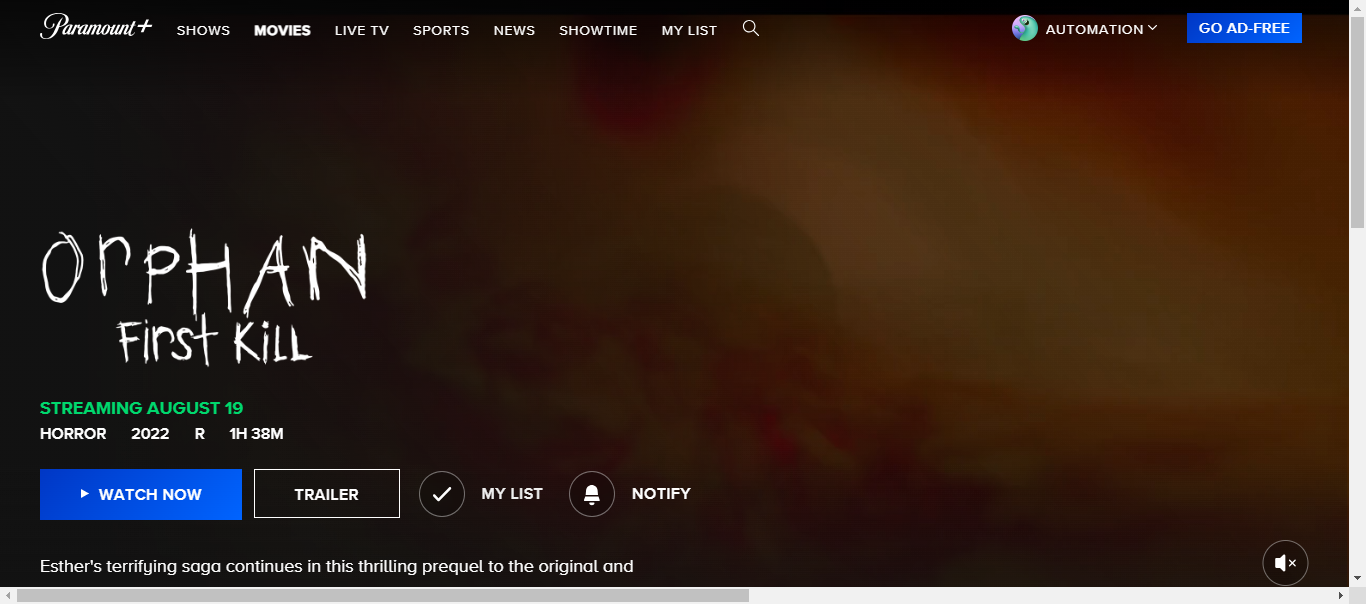 Paramount+ SHOWS MOVIES LIVE TV SPORTS NEWS SHOWTIME MY LIST AUTOMATION GO AD-FREE
ORPHAN
First Kill
STREAMING AUGUST 19
HORROR 2022 R 1H 38M
WATCH NOW TRAILER MY LIST NOTIFY
Esther's terrifying saga continues in this thrilling prequel to the original and